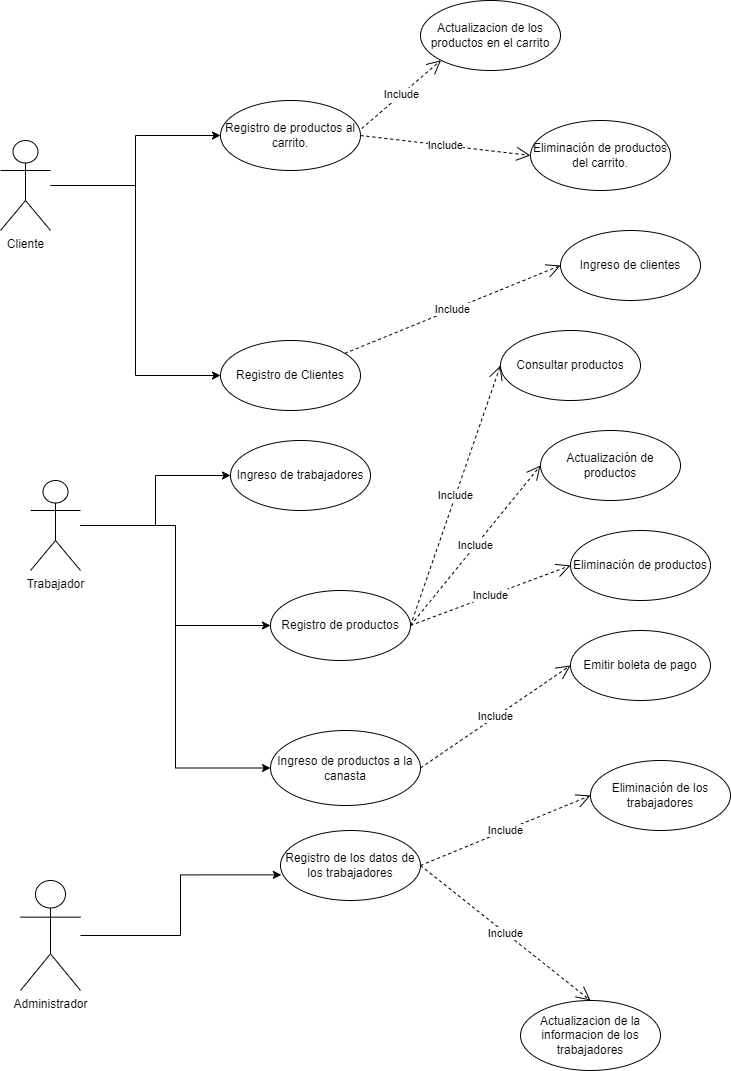 Actualizacion de los
productos en el carrito
Include
Registro de productos al
carrito.
Include
Eliminación de productos
del carrito.
Cliente
Ingreso de clientes
Include
Registro de Clientes
Consultar productos
Actualización de
productos
Ingreso de trabajadores
Include
Include
Trabajador
Eliminación de productos
Include
Registro de productos
Emitir boleta de pago
Include
Ingreso de productos a la
canasta
Eliminación de los
trabajadores
Include
Registro de los datos de
los trabajadores
Include
Administrador
Actualizacion de la
informacion de los
trabajadores